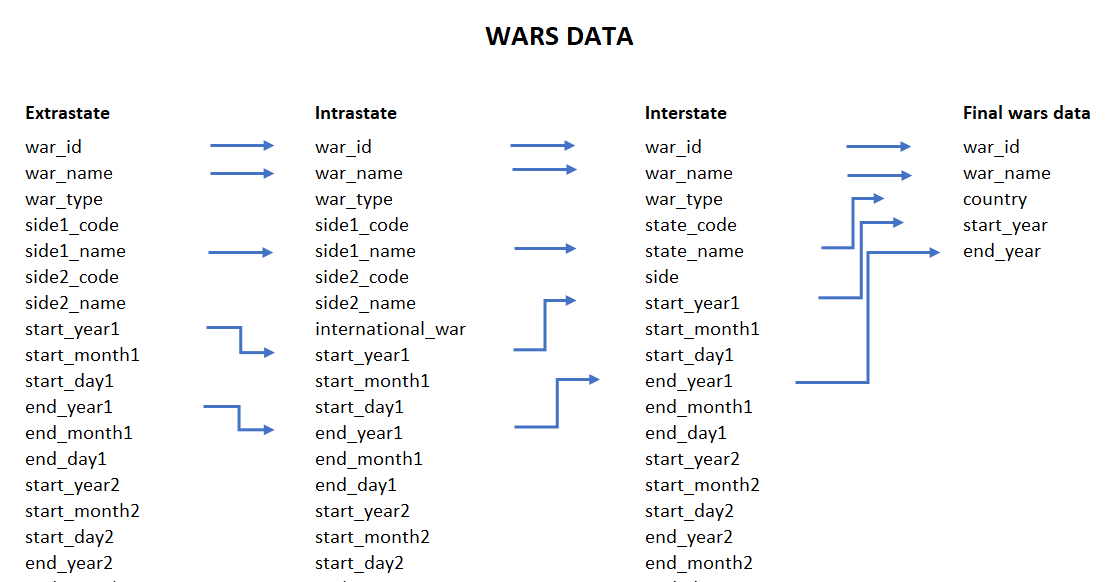 WARS DATA
Extrastate
war_id
war_name
war_type
side1_code
side1_name
side2_code
side2_name
start_year1
start_month1
start_day1
end_year1
end_month1
end_day1
start_year2
start_month2
start_day2
end_year2
Intrastate
war_id
war_name
war_type
side1_code
side1_name
side2_code
side2_name
international_war
start_year1
start_month1
start_day1
end_year1
end_month1
end_day1
start_year2
start_month2
start_day2
Interstate
war_id
war_name
war_type
state_code
state_name
side
start_year1
start_month1
start_day1
end_year1
end_month1
end_day1
start_year2
start_month2
start_day2
end_year2
end_month2
Final wars data
war_id
war_name
country
start_year
end_year